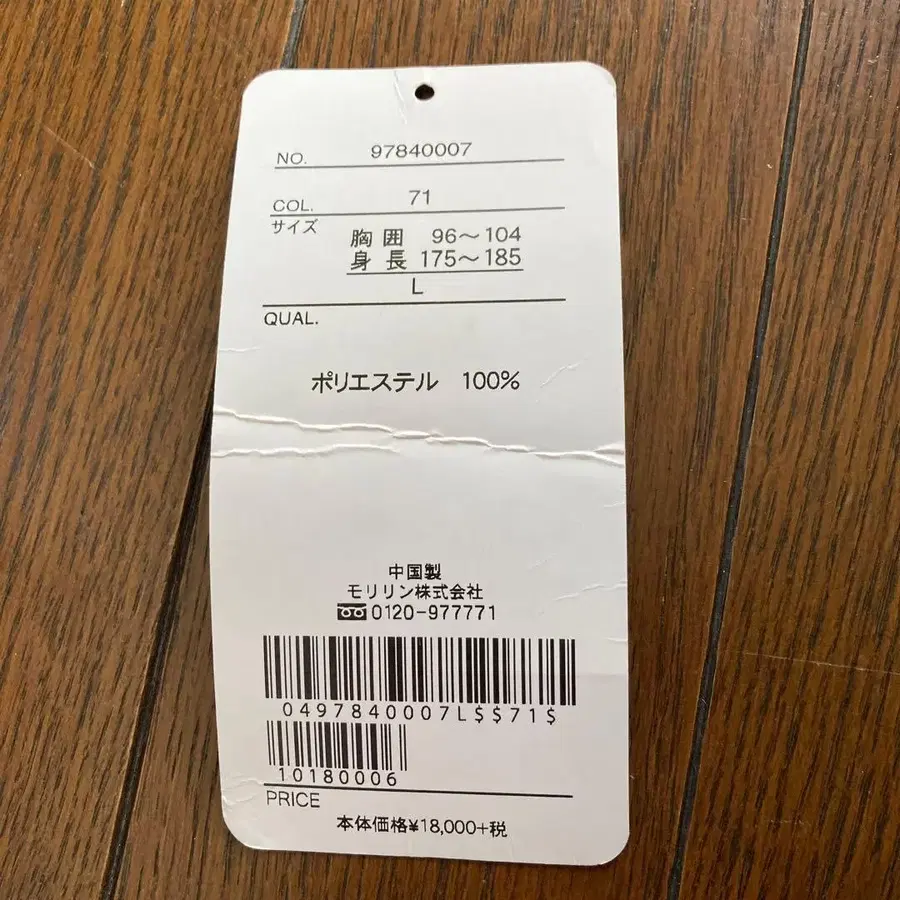 NO. 97840007
COL. 71
サイズ
胸囲 96～104
身長 175～185
L
QUAL.
ポリエステル 100%
中国製
モリリン株式会社
0120-977771
0497840007L$$71$
10180006
PRICE
本体価格¥18,000+税